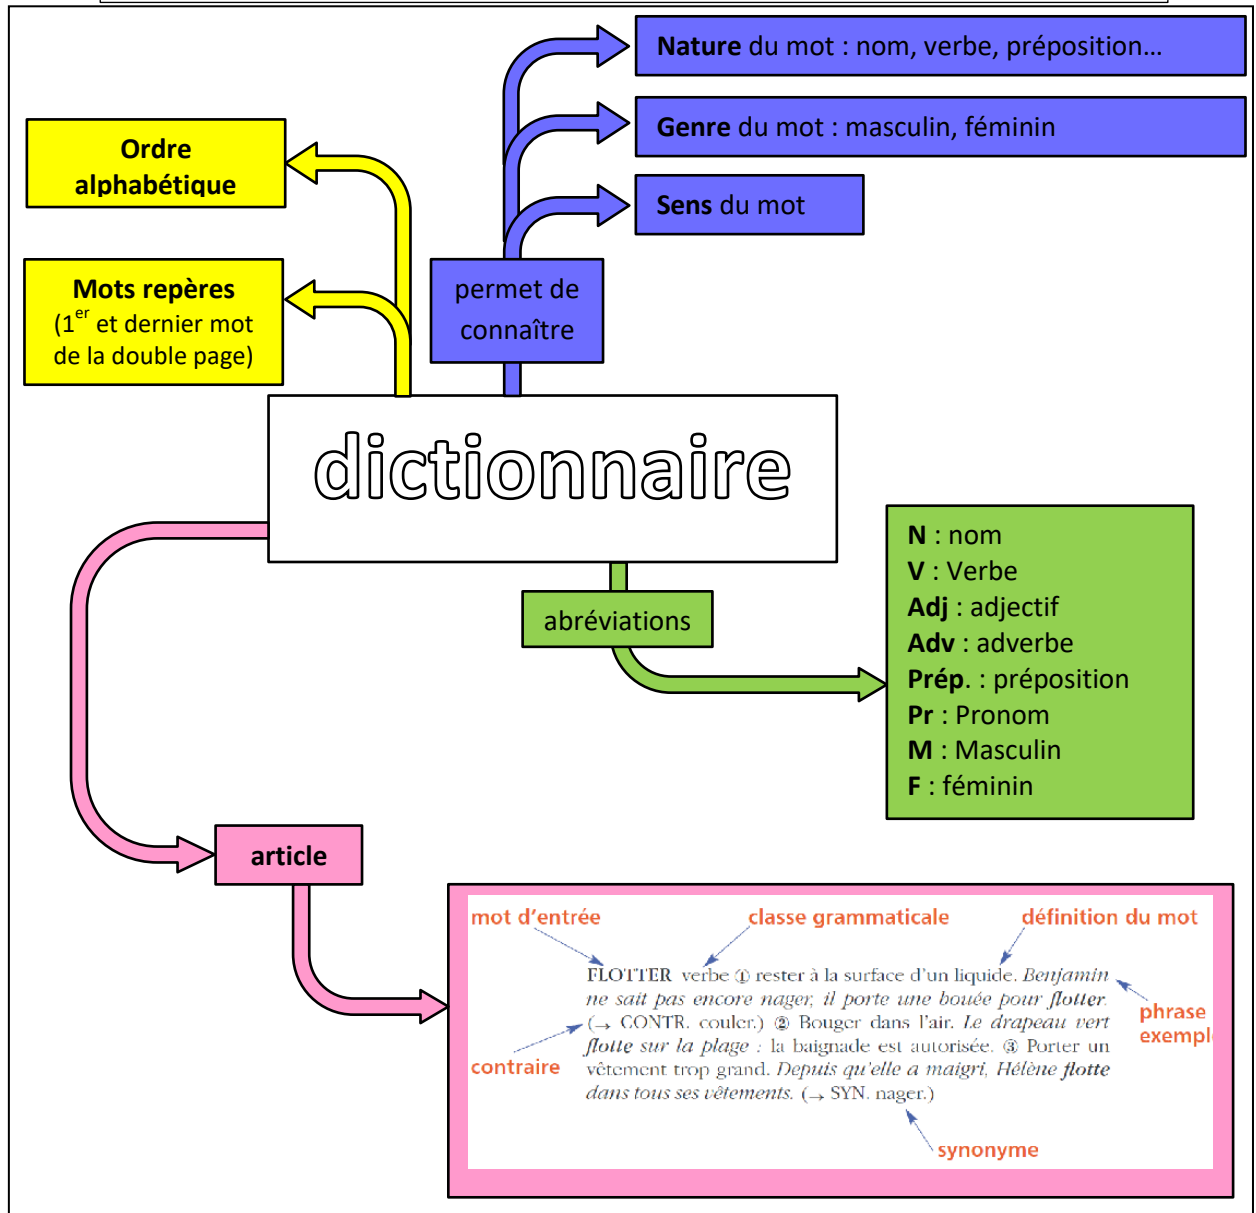 Nature du mot : nom, verbe, préposition…
Genre du mot : masculin, féminin
Sens du mot
Ordre
alphabétique
Mots repères
(1er et dernier mot
de la double page)
permet de
connaître
dictionnaire
abréviations
N : nom
V : Verbe
Adj : adjectif
Adv : adverbe
Prép. : préposition
Pr : Pronom
M : Masculin
F : féminin
article
mot d'entrée
classe grammaticale
définition du mot
FLOTTER verbe ① rester à la surface d'un liquide. Benjamin
ne sait pas encore nager, il porte une bouée pour flotter.
(→ CONTR. couler.) ② Bouger dans l'air. Le drapeau vert
flotte sur la plage : la baignade est autorisée. ③ Porter un
vêtement trop grand. Depuis qu'elle a maigri, Hélène flotte
dans tous ses vêtements. (→ SYN. nager.)
phrase
exempl
contraire
synonyme